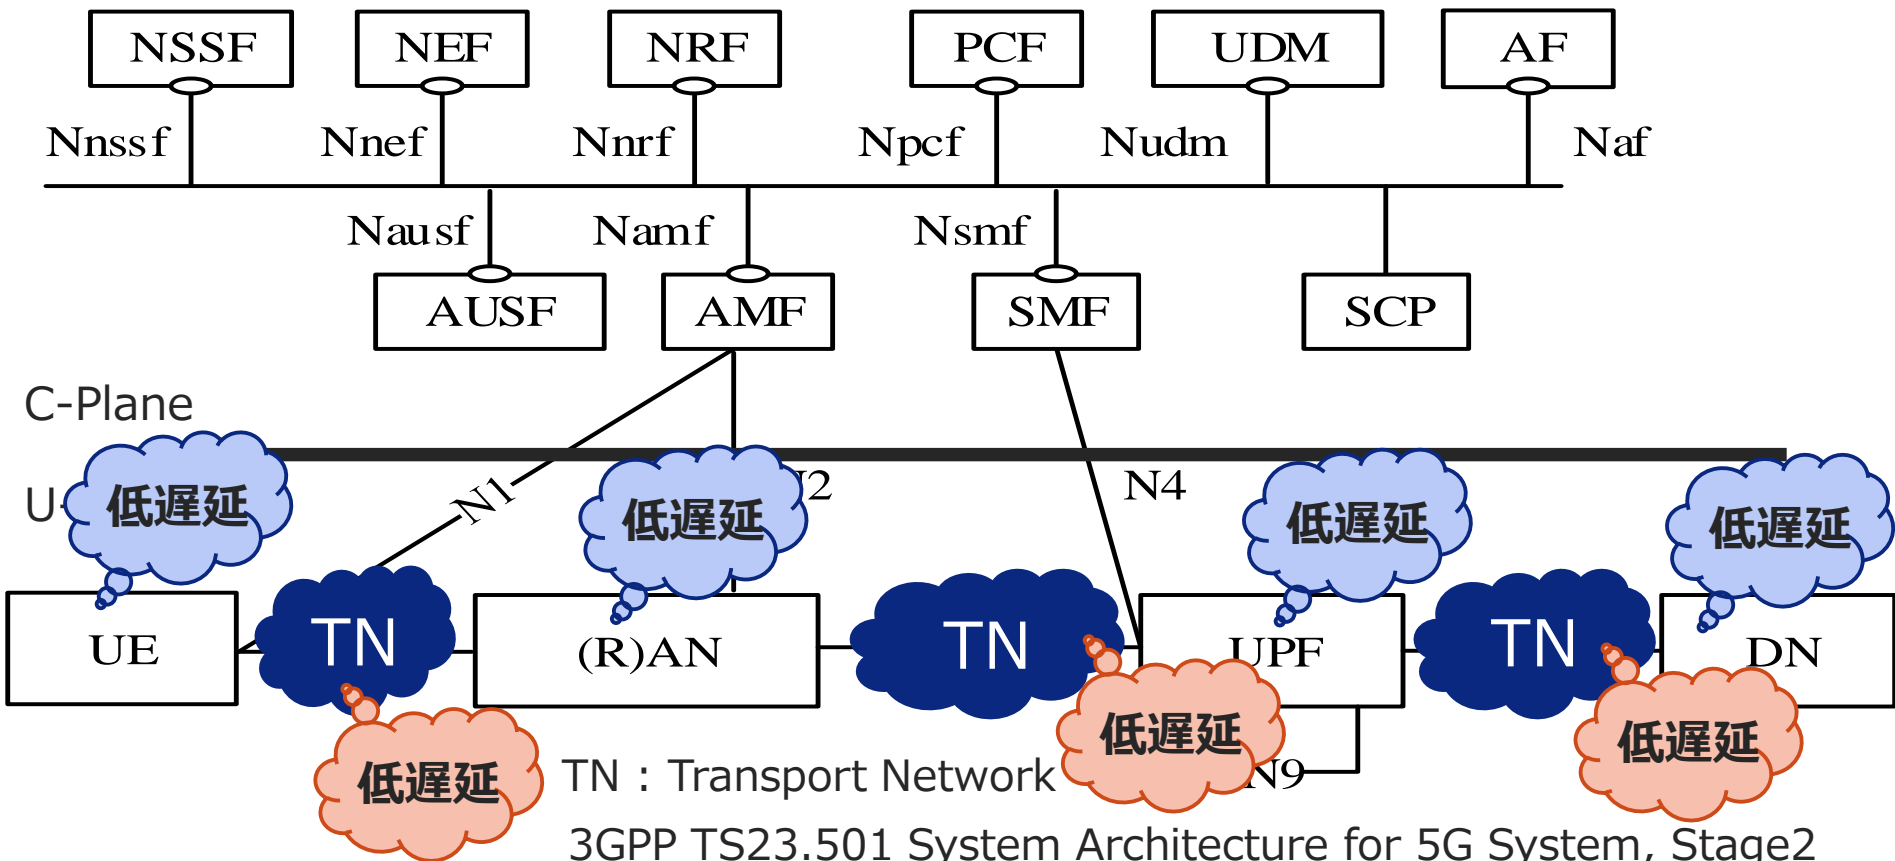 NSSF NEF NRF PCF UDM AF
Nnssf Nnef Nnrf Npcf Nudm Naf
Nausf Namf Nsmf
AUSF AMF SMF SCP
C-Plane
U-
N1 N2 N4
低遅延 低遅延 低遅延 低遅延
UE TN (R)AN TN UPF TN DN
低遅延 低遅延 低遅延
TN : Transport Network
N9
3GPP TS23.501 System Architecture for 5G System, Stage2